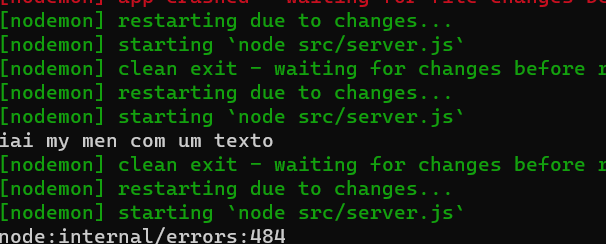 [nodemon] app crashed - waiting for file changes be
[nodemon] restarting due to changes...
[nodemon] starting `node src/server.js`
[nodemon] clean exit - waiting for changes before r
[nodemon] restarting due to changes...
[nodemon] starting `node src/server.js`
iai my men com um texto
[nodemon] clean exit - waiting for changes before r
[nodemon] restarting due to changes...
[nodemon] starting `node src/server.js`
node:internal/errors:484